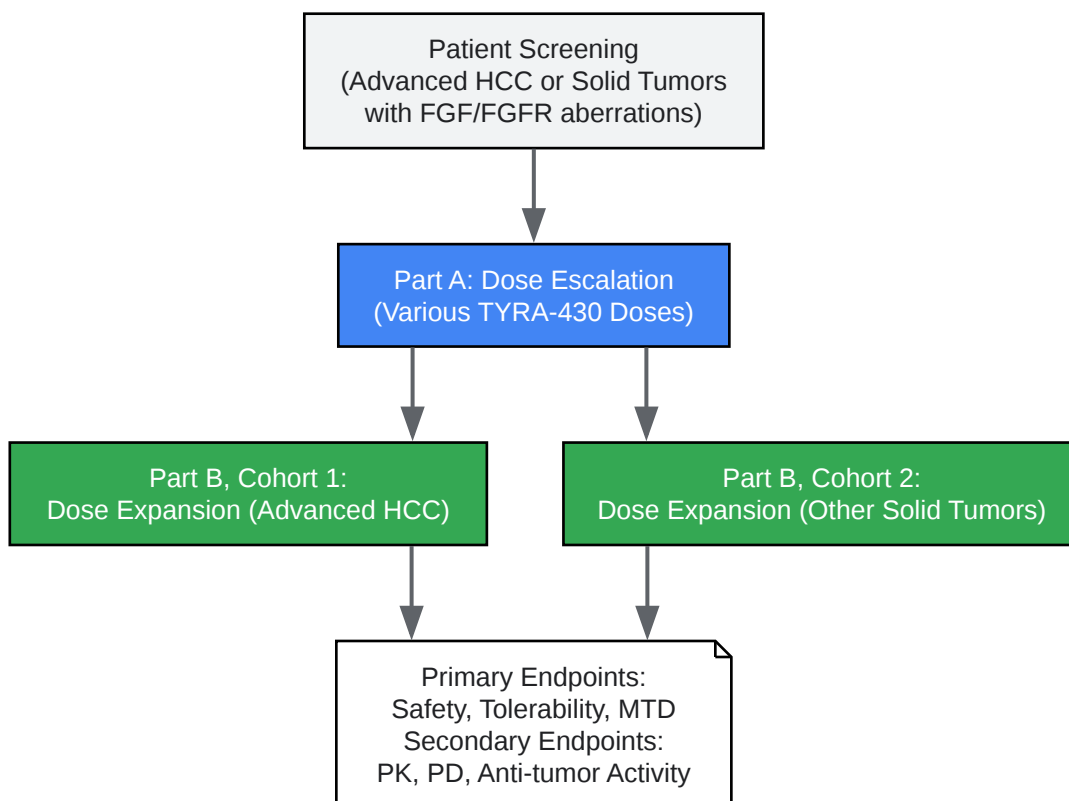 Patient Screening
(Advanced HCC or Solid Tumors
with FGF/FGFR aberrations)
Part A: Dose Escalation
(Various TYRA-430 Doses)
Part B, Cohort 1:
Dose Expansion (Advanced HCC)
Part B, Cohort 2:
Dose Expansion (Other Solid Tumors)
Primary Endpoints:
Safety, Tolerability, MTD
Secondary Endpoints:
PK, PD, Anti-tumor Activity